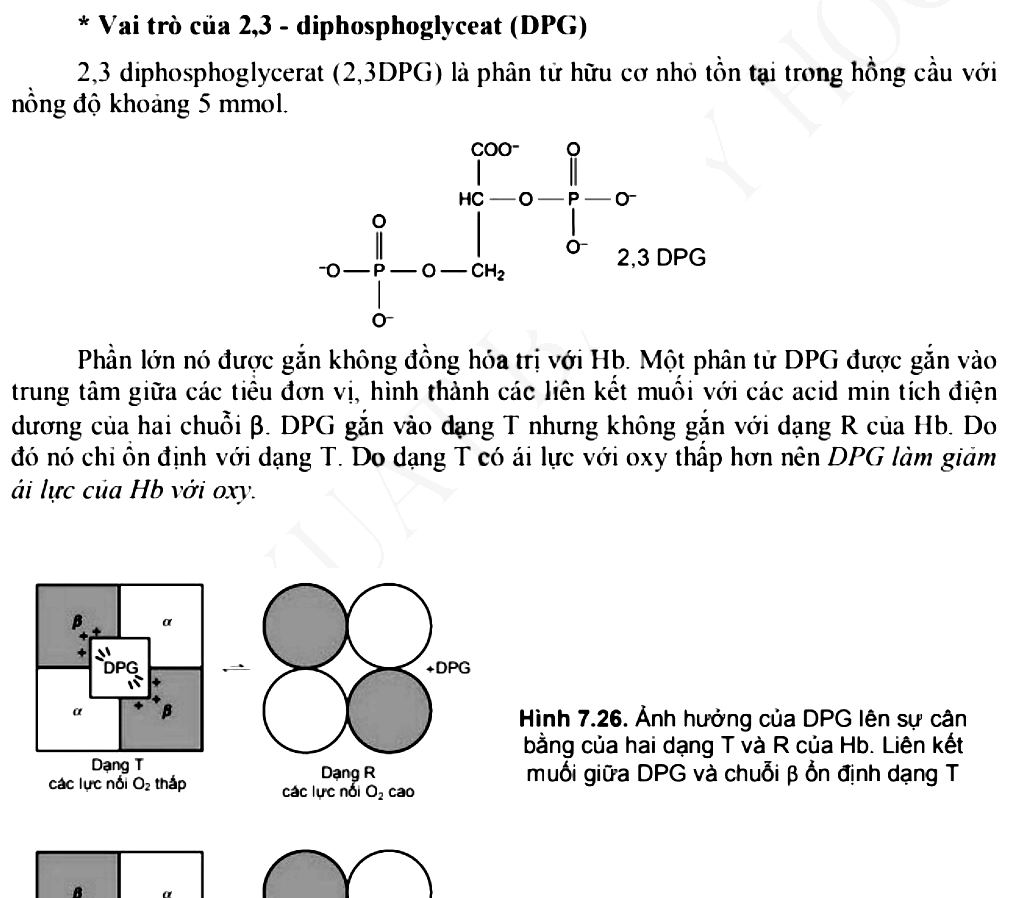 * Vai trò của 2,3 - diphosphoglyceat (DPG)
2,3 diphosphoglycerat (2,3DPG) là phân tử hữu cơ nhỏ tồn tại trong hồng cầu với
nồng độ khoảng 5 mmol.
COO⁻ O
HC — O — P — O⁻
O
O⁻ 2,3 DPG
⁻O — P — O — CH₂
O⁻
Phần lớn nó được gắn không đồng hóa trị với Hb. Một phân tử DPG được gắn vào
trung tâm giữa các tiểu đơn vị, hình thành các liên kết muối với các acid min tích điện
dương của hai chuỗi β. DPG gắn vào dạng T nhưng không gắn với dạng R của Hb. Do
đó nó chỉ ổn định với dạng T. Do dạng T có ái lực với oxy thấp hơn nên DPG làm giảm
ái lực của Hb với oxy.
β α
+ +
+
DPG +DPG
+
+ +
α β
Dạng T
các lực nối O₂ thấp
Dạng R
các lực nối O₂ cao
Hình 7.26. Ảnh hưởng của DPG lên sự cân
bằng của hai dạng T và R của Hb. Liên kết
muối giữa DPG và chuỗi β ổn định dạng T
β α